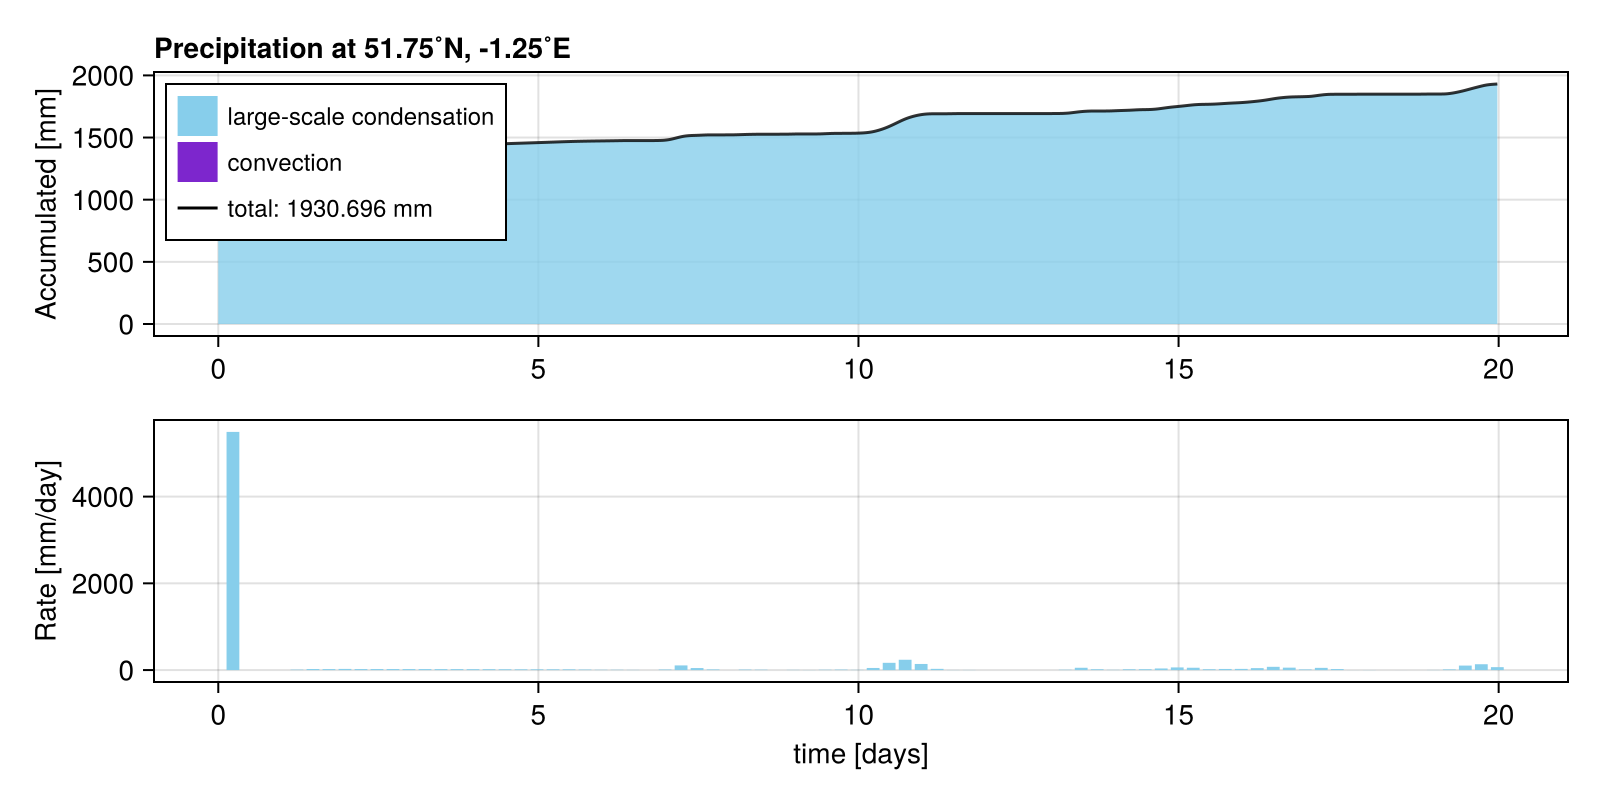 Precipitation at 51.75˚N, -1.25˚E
Accumulated [mm]
2000
1500
1000
500
0
large-scale condensation
convection
total: 1930.696 mm
0 5 10 15 20
Rate [mm/day]
4000
2000
0
0 5 10 15 20
time [days]